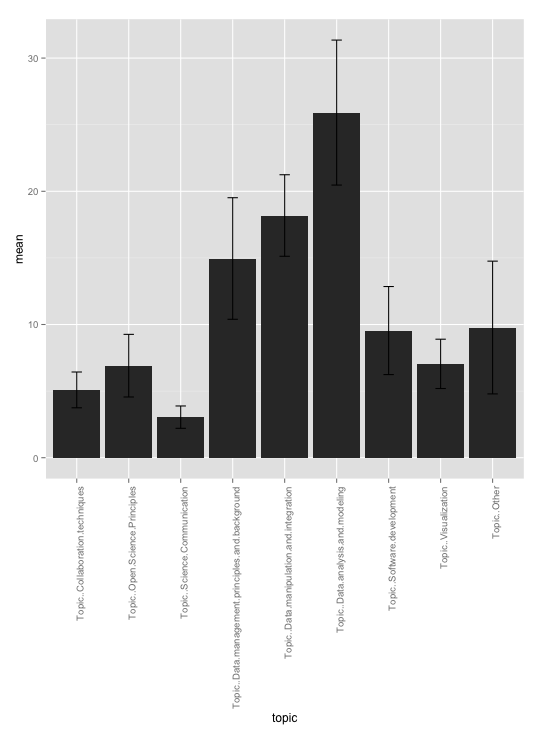 30
20
10
0
mean
Topic..Collaboration.techniques
Topic..Open.Science.Principles
Topic..Science.Communication
Topic..Data.management.principles.and.background
Topic..Data.manipulation.and.integration
Topic..Data.analysis.and.modeling
Topic..Software.development
Topic..Visualization
Topic..Other
topic